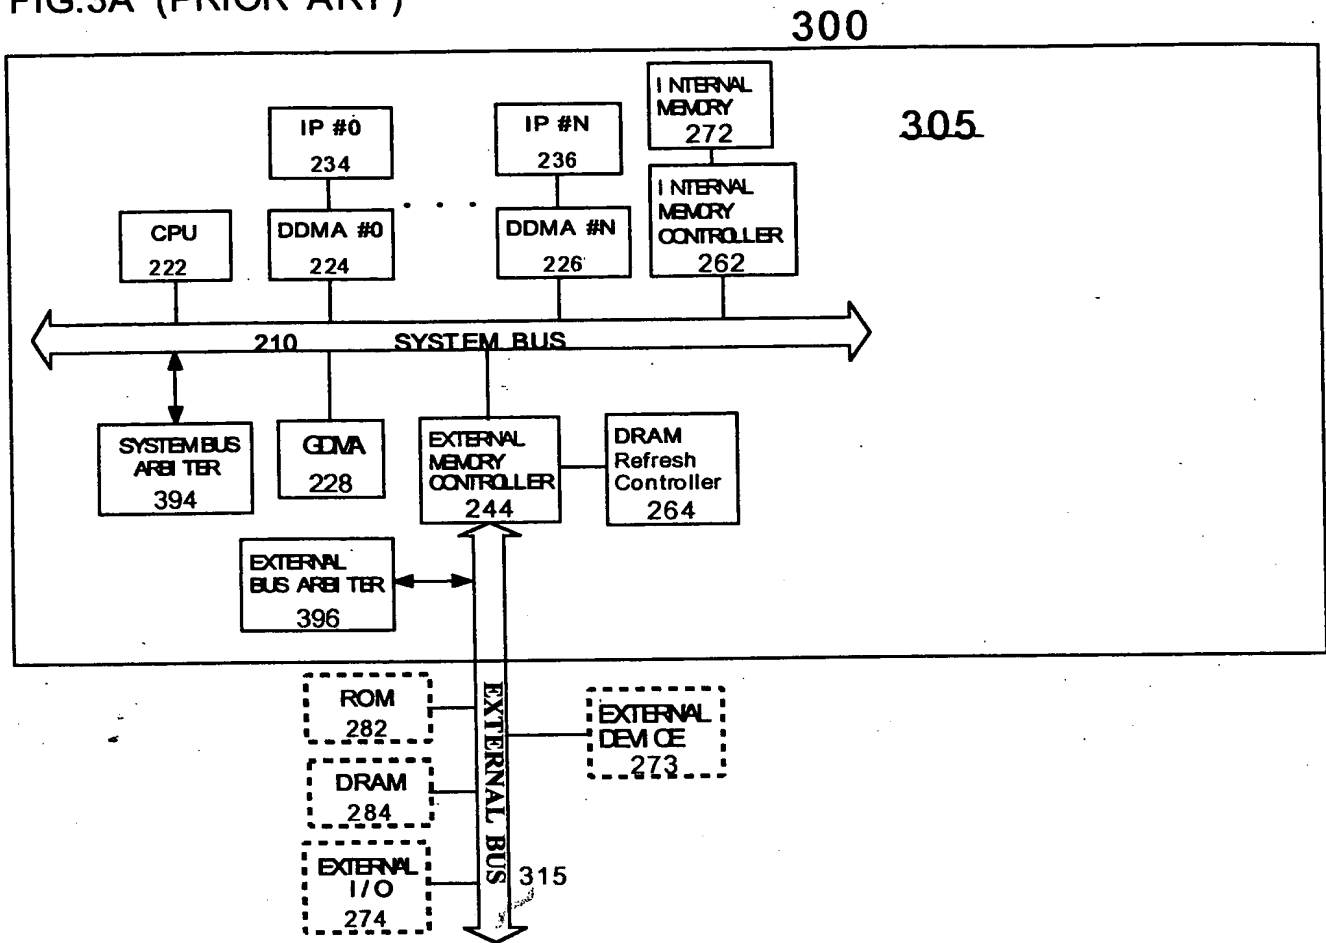 FIG.3A (PRIOR ART)
300
305
INTERNAL
MEMORY
272
IP #0
234
IP #N
236
INTERNAL
MEMORY
CONTROLLER
262
. . . .
CPU
222
DDMA #0
224
DDMA #N
226
210 SYSTEM BUS
SYSTEM BUS
ARBITER
394
GDMA
228
EXTERNAL
MEMORY
CONTROLLER
244
DRAM
Refresh
Controller
264
EXTERNAL
BUS ARBITER
396
ROM
282
EXTERNAL BUS
EXTERNAL
DEVICE
273
DRAM
284
EXTERNAL
I/O
274
315